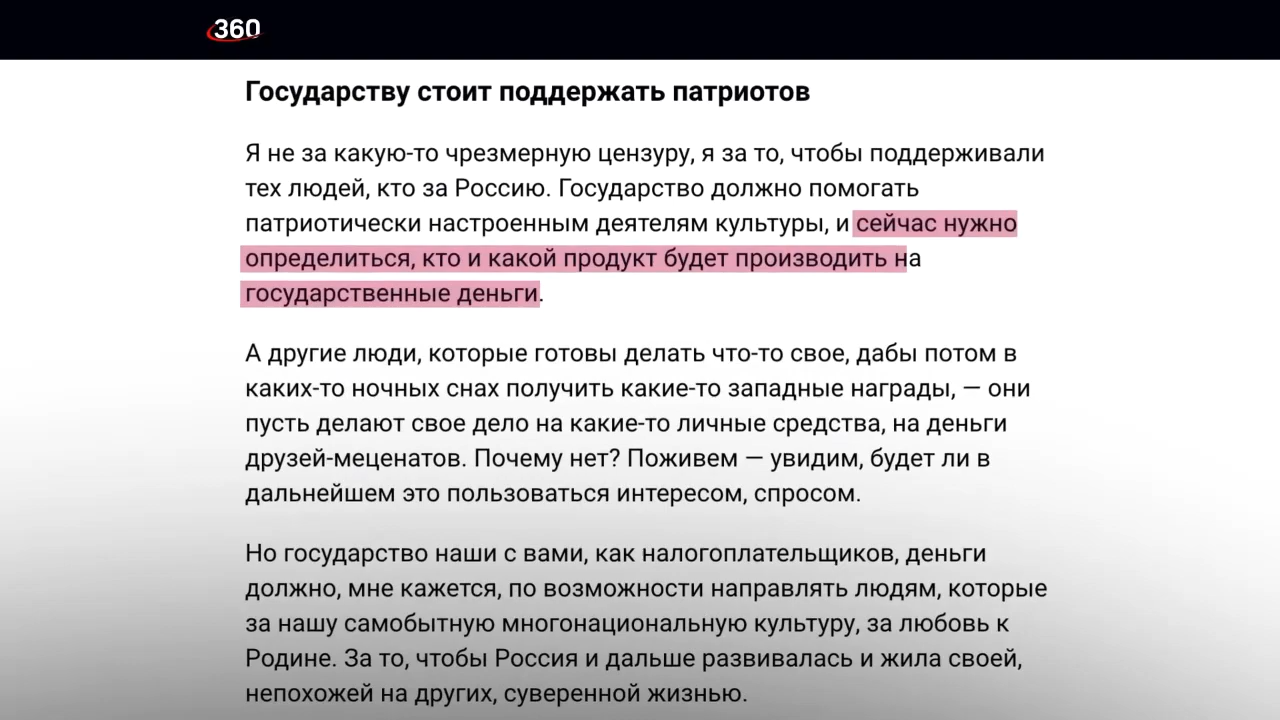 360
Государству стоит поддержать патриотов
Я не за какую-то чрезмерную цензуру, я за то, чтобы поддерживали
тех людей, кто за Россию. Государство должно помогать
патриотически настроенным деятелям культуры, и сейчас нужно
определиться, кто и какой продукт будет производить на
государственные деньги.
А другие люди, которые готовы делать что-то свое, дабы потом в
каких-то ночных снах получить какие-то западные награды, — они
пусть делают свое дело на какие-то личные средства, на деньги
друзей-меценатов. Почему нет? Поживем — увидим, будет ли в
дальнейшем это пользоваться интересом, спросом.
Но государство наши с вами, как налогоплательщиков, деньги
должно, мне кажется, по возможности направлять людям, которые
за нашу самобытную многонациональную культуру, за любовь к
Родине. За то, чтобы Россия и дальше развивалась и жила своей,
непохожей на других, суверенной жизнью.